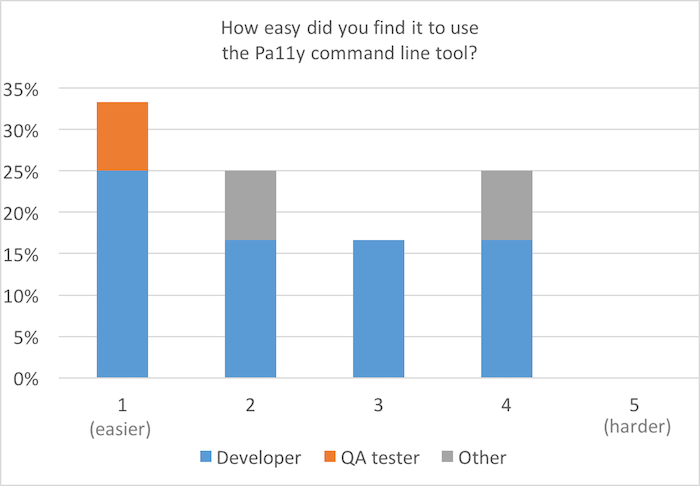 How easy did you find it to use
the Pa11y command line tool?
35%
30%
25%
20%
15%
10%
5%
0%
1 2 3 4 5
(easier) (harder)
Developer QA tester Other